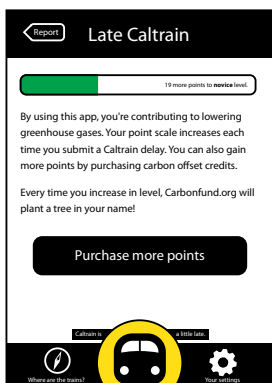 Report
Late Caltrain
19 more points to novice level.
By using this app, you're contributing to lowering
greenhouse gases. Your point scale increases each
time you submit a Caltrain delay. You can also gain
more points by purchasing carbon offset credits.
Every time you increase in level, Carbonfund.org will
plant a tree in your name!
Purchase more points
Caltrain is a little late.
Where are the trains? Your settings